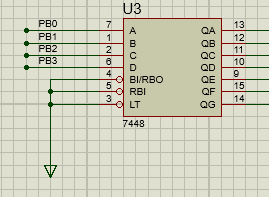 U3
PB0 7 A QA 13
PB1 1 B QB 12
PB2 2 C QC 11
PB3 6 D QD 10
4 BI/RBO QE 9
5 RBI QF 15
3 LT QG 14
7448